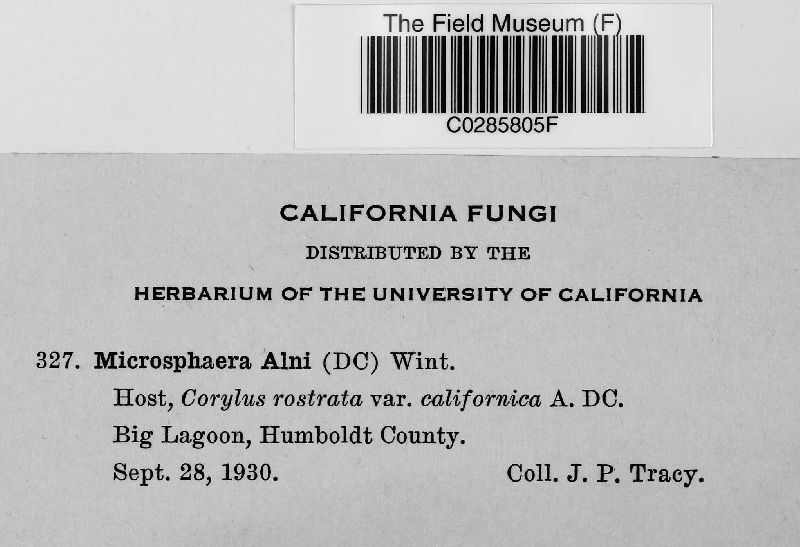 The Field Museum (F)
C0285805F
CALIFORNIA FUNGI
DISTRIBUTED BY THE
HERBARIUM OF THE UNIVERSITY OF CALIFORNIA
327. Microsphaera Alni (DC) Wint.
Host, Corylus rostrata var. californica A. DC.
Big Lagoon, Humboldt County.
Sept. 28, 1930. Coll. J. P. Tracy.